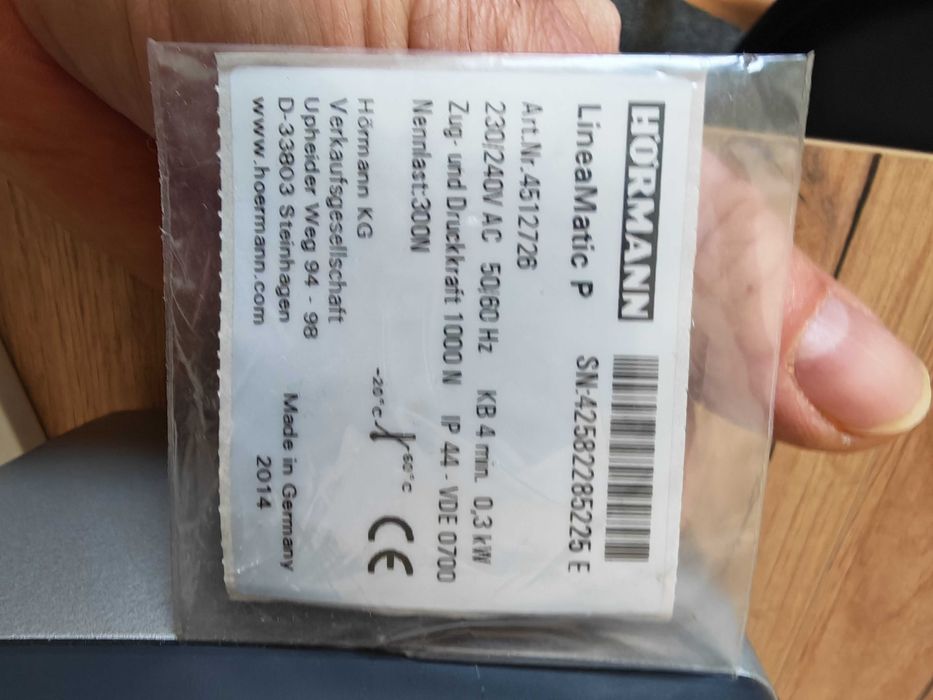 HÖRMANN
LineaMatic P SN-42582285225 E
Art.Nr.4512726
230/240V AC 50/60 Hz KB 4 min. 0,3 kW
Zug- und Druckkraft 1000 N IP 44 - VDE 0700
Nennlast:300N
-20°C -60°C
Hörmann KG
Verkaufsgesellschaft
Upheider Weg 94 - 98
D-33803 Steinhagen
www.hoermann.com
Made in Germany
2014
CE